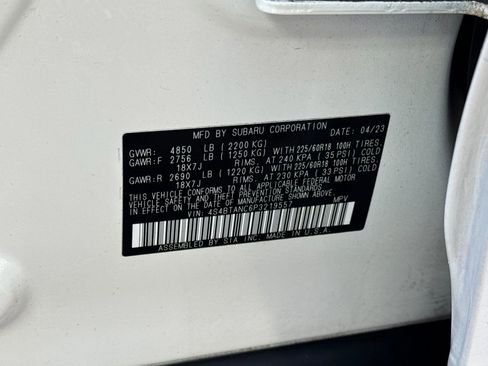 MFD BY SUBARU CORPORATION DATE: 04/23
GVWR: 4850 LB (2200 KG)
GAWR:F 2756 LB (1250 KG) WITH 225/60R18 100H TIRES,
18X7J RIMS, AT 240 KPA ( 35 PSI) COLD
GAWR:R 2690 LB (1220 KG) WITH 225/60R18 100H TIRES,
18X7J RIMS, AT 230 KPA ( 33 PSI) COLD
THIS VEHICLE CONFORMS TO ALL APPLICABLE FEDERAL MOTOR
VEHICLE SAFETY AND THEFT PREVENTION STANDARDS
IN EFFECT ON THE DATE OF MANUFACTURE SHOWN ABOVE.
VIN: 4S4BTANC6P3219557 MPV
ASSEMBLED BY SIA INC. MADE IN U.S.A.